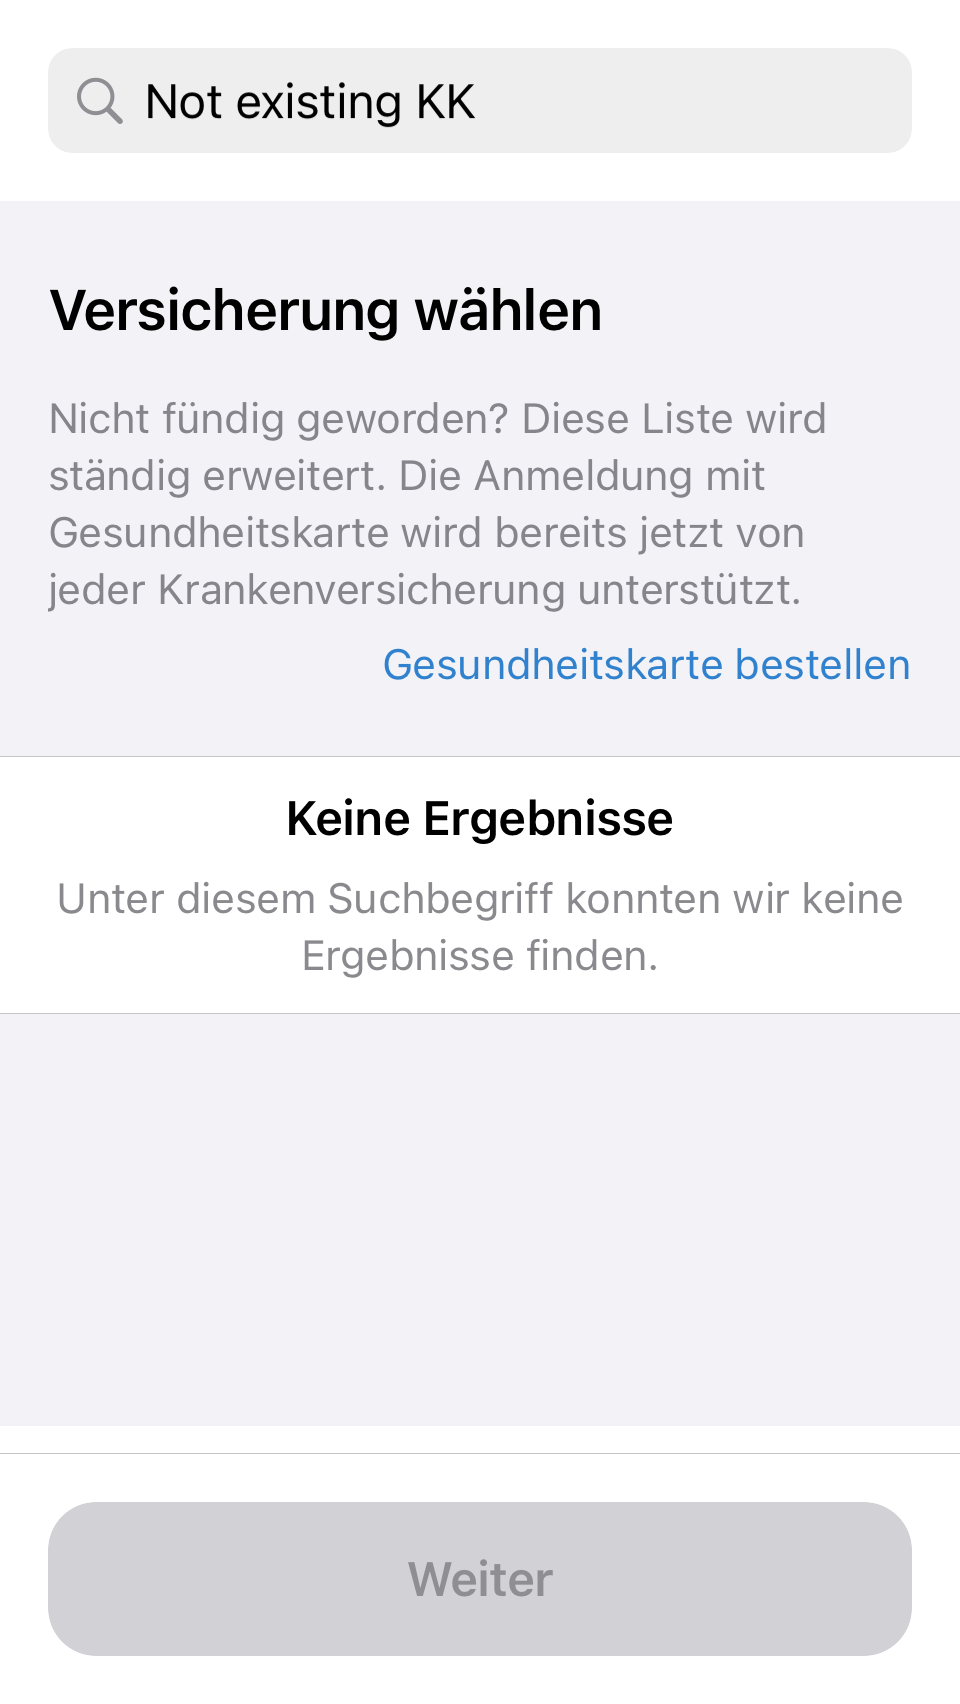 Not existing KK
Versicherung wählen
Nicht fündig geworden? Diese Liste wird
ständig erweitert. Die Anmeldung mit
Gesundheitskarte wird bereits jetzt von
jeder Krankenversicherung unterstützt.
Gesundheitskarte bestellen
Keine Ergebnisse
Unter diesem Suchbegriff konnten wir keine
Ergebnisse finden.
Weiter